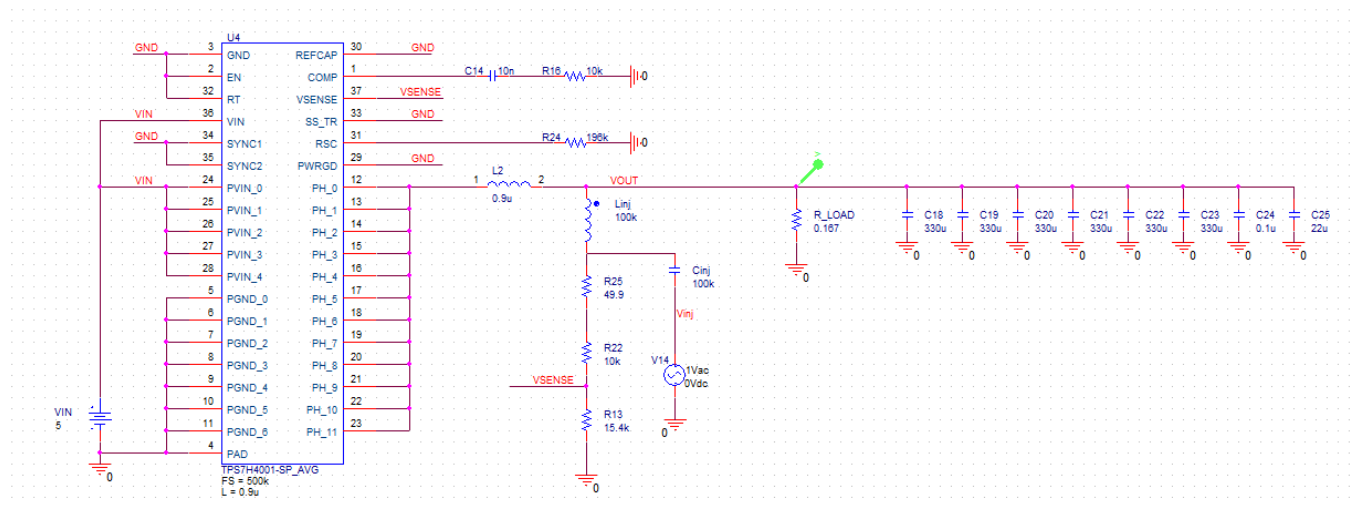 U4
GND 3 GND REFCAP 30 GND
2 EN COMP 1 C14 10n R16 10k 0
32 RT VSENSE 37 VSENSE
VIN 36 VIN SS_TR 33 GND
GND 34 SYNC1 RSC 31 R24 196k 0
35 SYNC2 PWRGD 29 GND
VIN 24 PVIN_0 PH_0 12 1 L2 2 VOUT
0.9u
25 PVIN_1 PH_1 13
26 PVIN_2 PH_2 14
27 PVIN_3 PH_3 15
28 PVIN_4 PH_4 16
5 PGND_0 PH_5 17
6 PGND_1 PH_6 18
7 PGND_2 PH_7 19
8 PGND_3 PH_8 20
9 PGND_4 PH_9 21
10 PGND_5 PH_10 22
11 PGND_6 PH_11 23
4 PAD
TPS7H4001-SP_AVG
FS = 500k
L = 0.9u
VIN
5
0
Linj
100k
R25
49.9
Cinj
100k
Vinj
R22
10k
V14
1Vac
0Vdc
0
VSENSE
R13
15.4k
0
V
R_LOAD
0.167
0
C18
330u
0
C19
330u
0
C20
330u
0
C21
330u
0
C22
330u
0
C23
330u
0
C24
0.1u
0
C25
22u
0